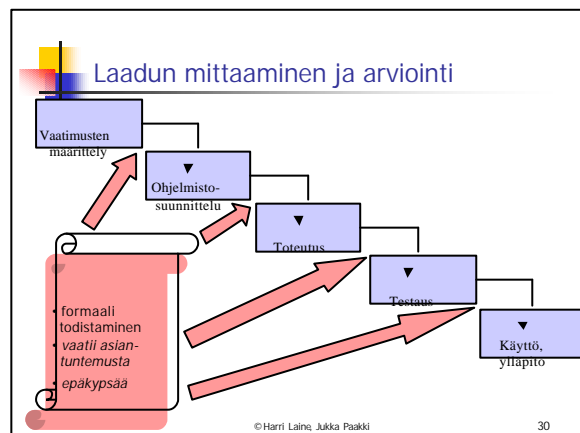 Laadun mittaaminen ja arviointi
Vaatimusten
määrittely
Ohjelmisto-
suunnittelu
Toteutus
Testaus
Käyttö,
ylläpito
• formaali
todistaminen
• vaatii asian-
tuntemusta
• epäkypsää
© Harri Laine, Jukka Paakki
30